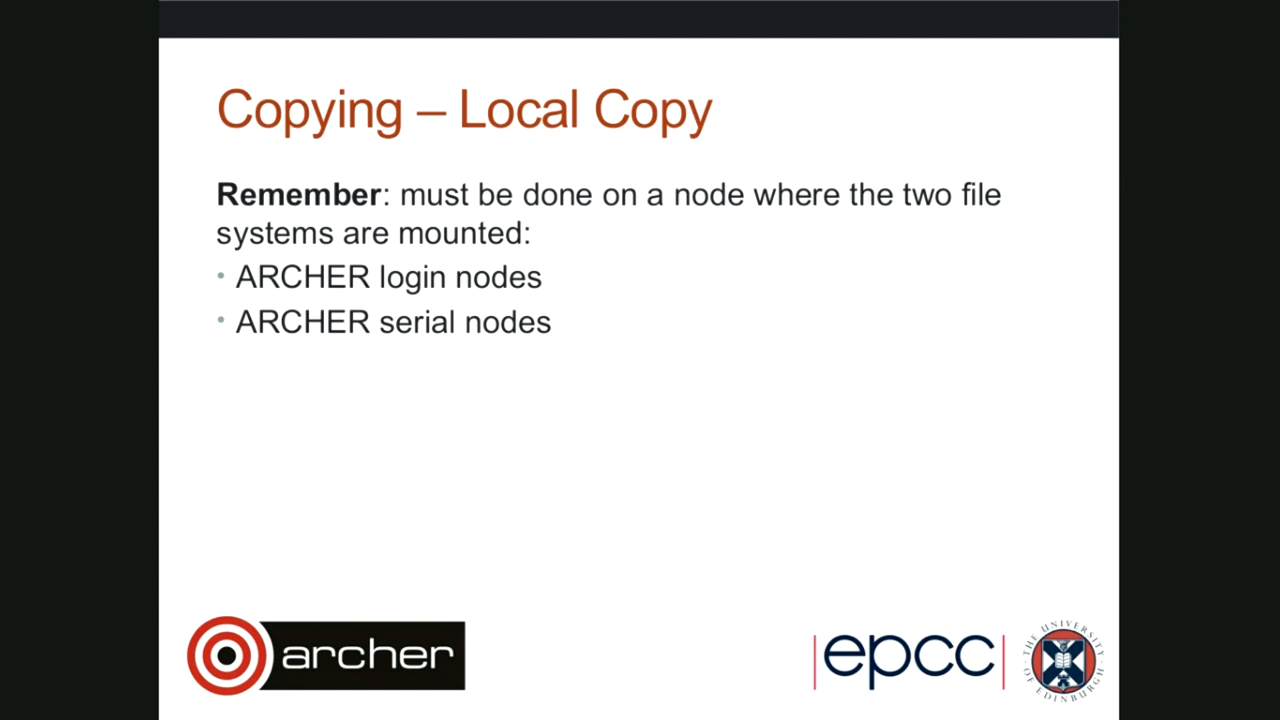 Copying – Local Copy
Remember: must be done on a node where the two file
systems are mounted:
• ARCHER login nodes
• ARCHER serial nodes
archer
|epcc|
THE UNIVERSITY OF EDINBURGH